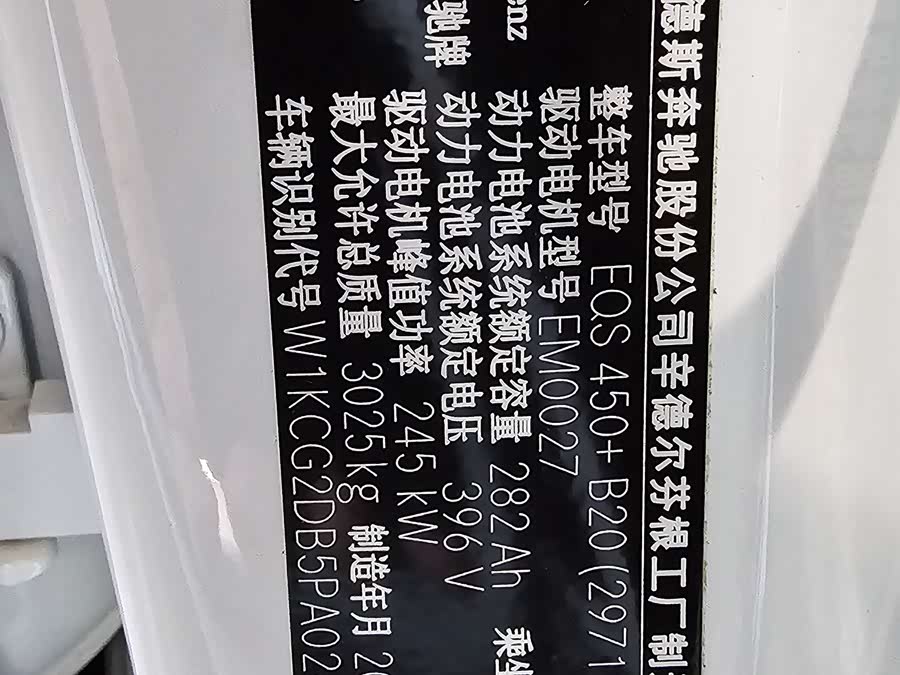 德斯奔驰股份公司辛德尔芬根工厂制
整车型号 EQS 450+ B20(2971
驱动电机型号 EM0027
enz
动力电池系统额定容量 282Ah 乘坐
动力电池系统额定电压 396 V
驰牌
驱动电机峰值功率 245 kW
最大允许总质量 3025kg 制造年月 20
车辆识别代号 W1KCG2DB5PA02